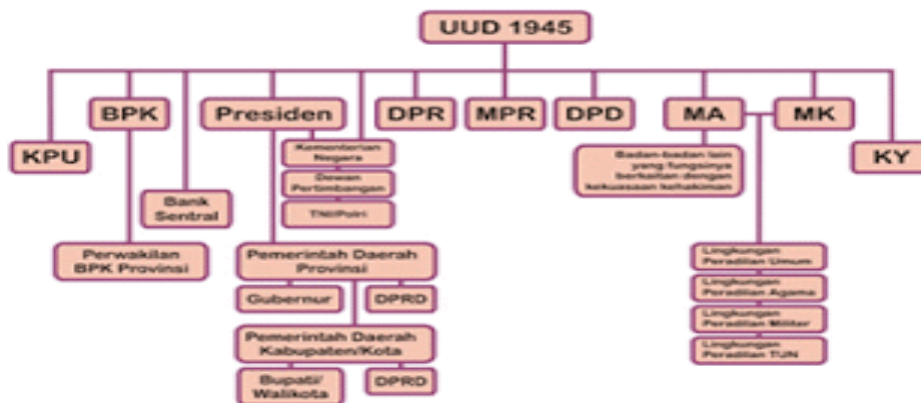 UUD 1945
BPK
Presiden
DPR
MPR
DPD
MA
MK
KPU
KY
Kementerian
Negara
Dewan
Pertimbangan
TNI/Polri
Badan-badan lain
yang fungsinya
berkaitan dengan
kekuasaan kehakiman
Bank
Sentral
Perwakilan
BPK Provinsi
Pemerintah Daerah
Provinsi
Gubernur
DPRD
Pemerintah Daerah
Kabupaten/Kota
Bupati/
Walikota
DPRD
Lingkungan
Peradilan Umum
Lingkungan
Peradilan Agama
Lingkungan
Peradilan Militer
Lingkungan
Peradilan TUN